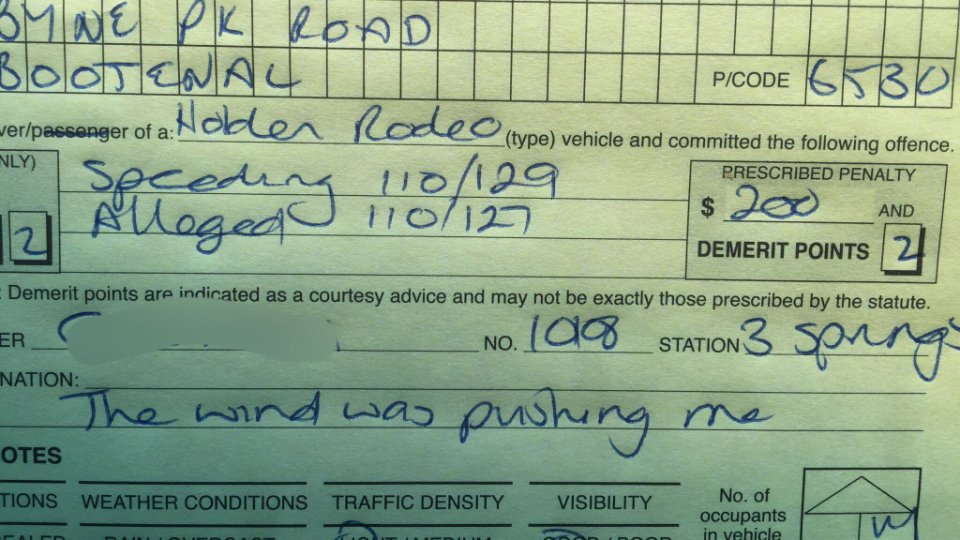 BYNE PK ROAD
BOOTENAL P/CODE 6530
ver/passenger of a: Holden Rodeo (type) vehicle and committed the following offence.
NLY) Speeding 110/129 PRESCRIBED PENALTY
2 Alleged 110/127 $ 200 AND
DEMERIT POINTS 2
: Demerit points are indicated as a courtesy advice and may not be exactly those prescribed by the statute.
ER NO. STATION 3 springs
NATION:
The wind was pushing me
OTES
TIONS WEATHER CONDITIONS TRAFFIC DENSITY VISIBILITY No. of
occupants
in vehicle